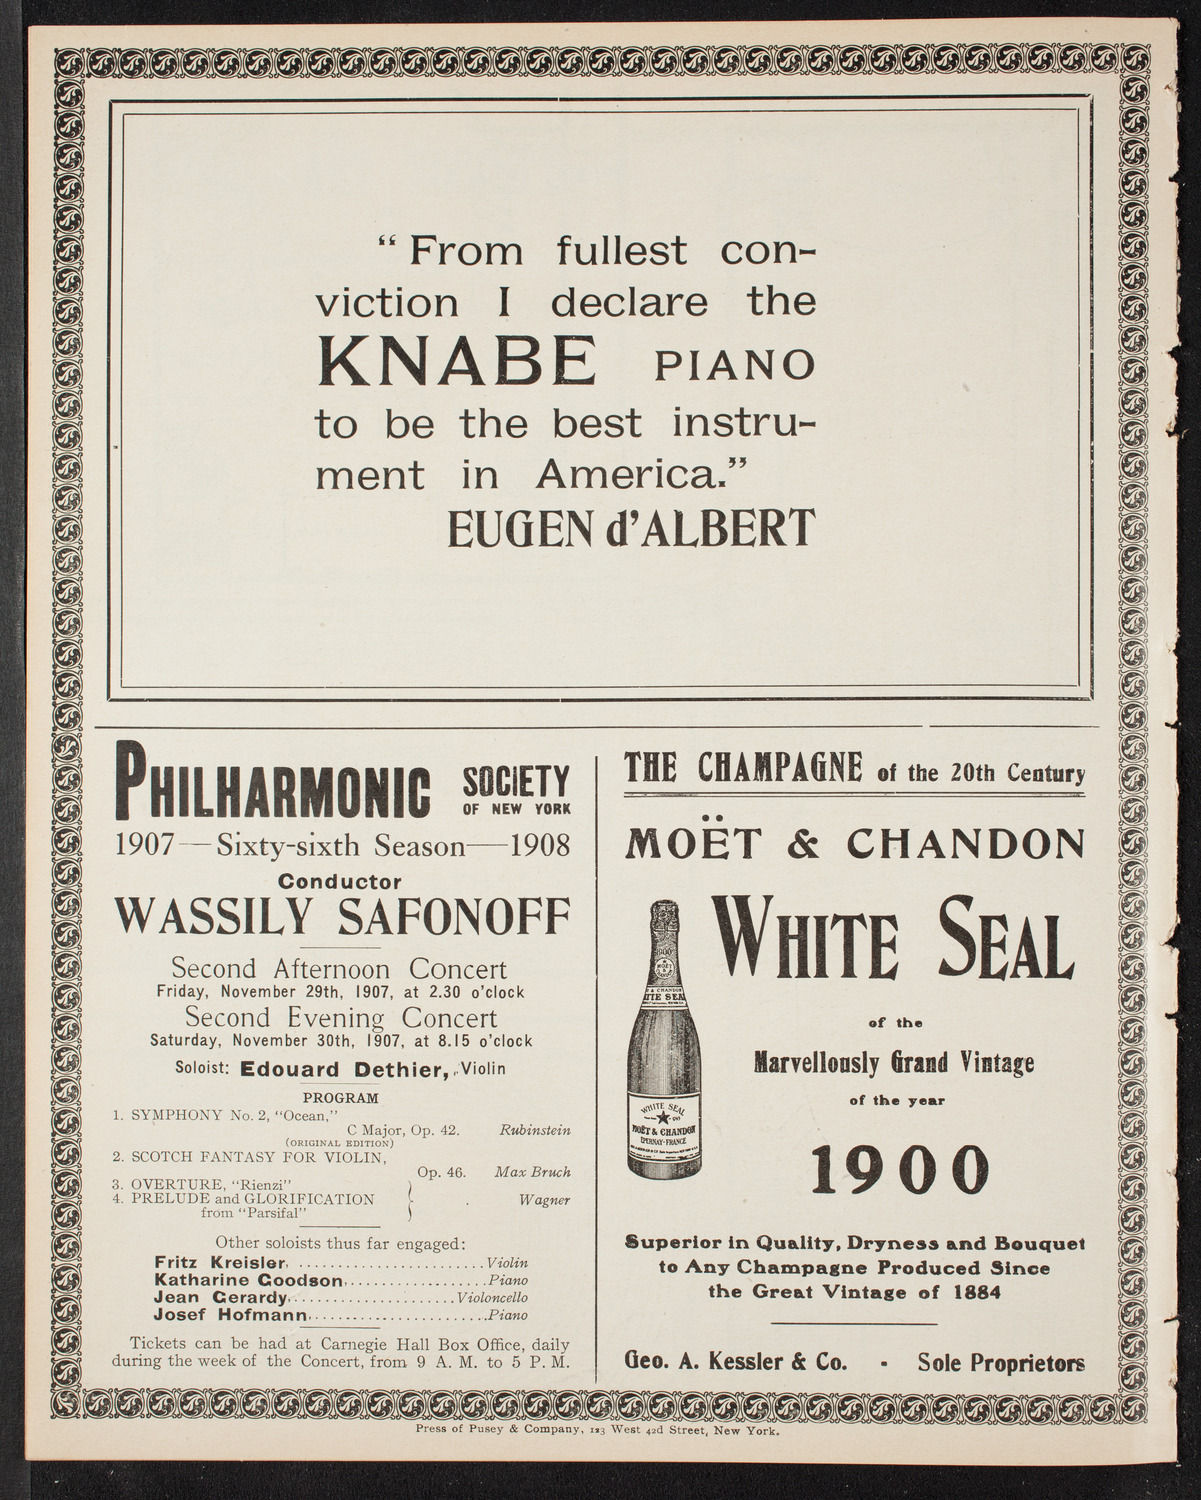 “From fullest con-
viction I declare the
KNABE PIANO
to be the best instru-
ment in America.”
EUGEN d’ALBERT
PHILHARMONIC SOCIETY
OF NEW YORK
1907—Sixty-sixth Season—1908
Conductor
WASSILY SAFONOFF
Second Afternoon Concert
Friday, November 29th, 1907, at 2.30 o’clock
Second Evening Concert
Saturday, November 30th, 1907, at 8.15 o’clock
Soloist: Edouard Dethier, Violin
PROGRAM
1. SYMPHONY No. 2, “Ocean,”
C Major, Op. 42. Rubinstein
(ORIGINAL EDITION)
2. SCOTCH FANTASY FOR VIOLIN,
Op. 46. Max Bruch
3. OVERTURE, “Rienzi”
4. PRELUDE and GLORIFICATION . Wagner
from “Parsifal”
Other soloists thus far engaged:
Fritz Kreisler, ........................Violin
Katharine Goodson,..................Piano
Jean Gerardy.......................Violoncello
Josef Hofmann.........................Piano
Tickets can be had at Carnegie Hall Box Office, daily
during the week of the Concert, from 9 A. M. to 5 P. M.
THE CHAMPAGNE of the 20th Century
MOËT & CHANDON
WHITE SEAL
WHITE SEAL
MOËT & CHANDON
EPERNAY-FRANCE
of the
Marvellously Grand Vintage
of the year
1900
Superior in Quality, Dryness and Bouquet
to Any Champagne Produced Since
the Great Vintage of 1884
Geo. A. Kessler & Co. - Sole Proprietors
Press of Pusey & Company, 123 West 42d Street, New York.